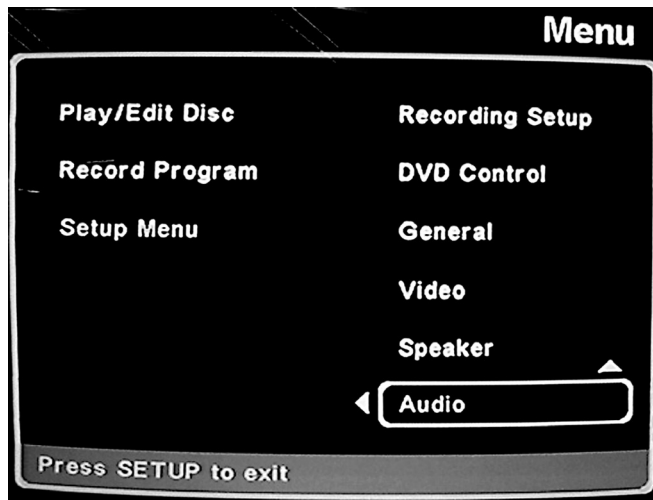 Menu
Play/Edit Disc
Record Program
Setup Menu
Recording Setup
DVD Control
General
Video
Speaker
Audio
Press SETUP to exit